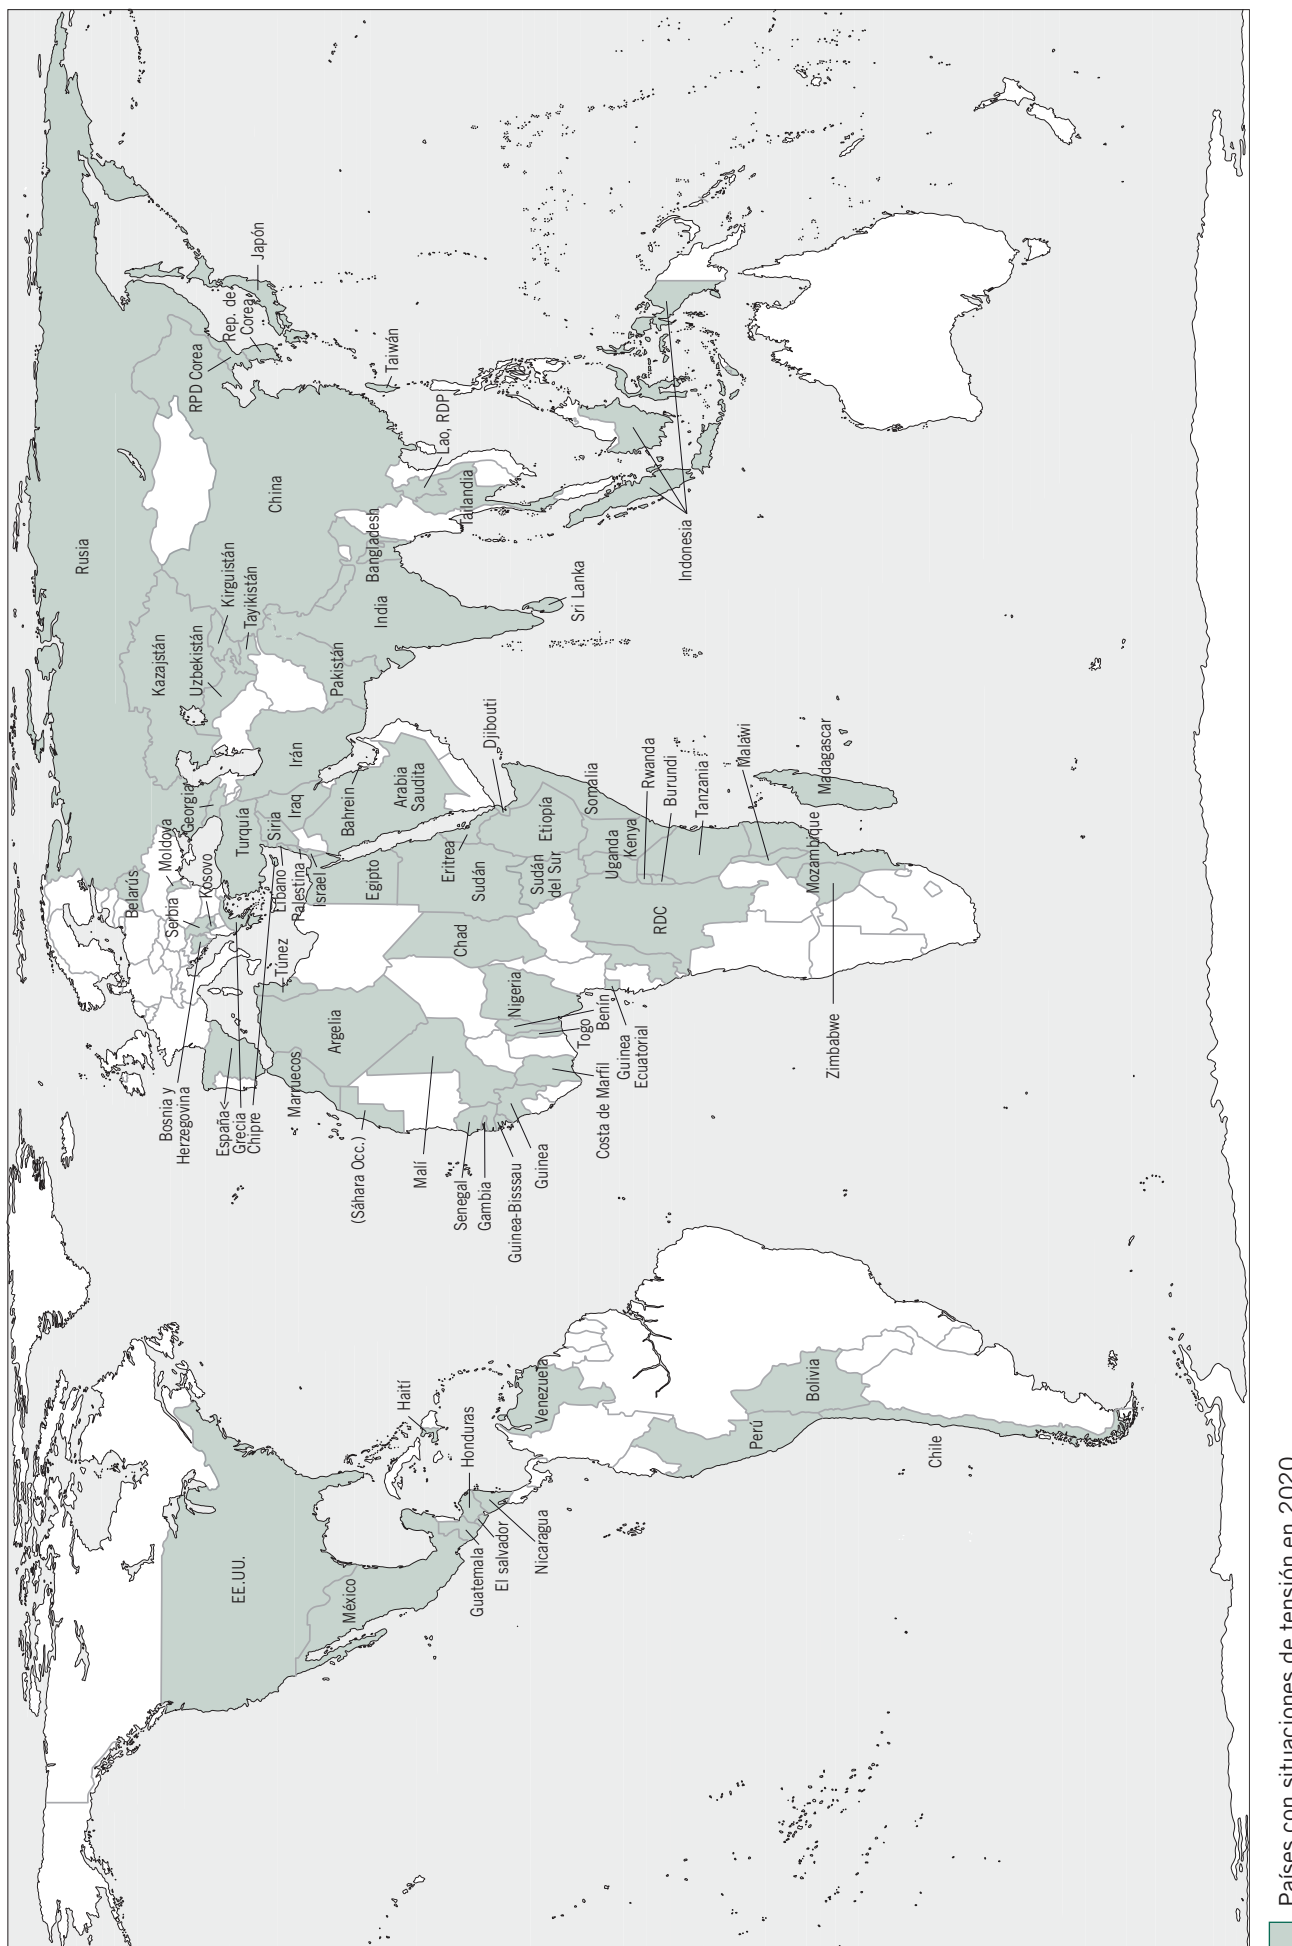 EE.UU.
México
Guatemala
El salvador
Nicaragua
Honduras
Haití
Venezuela
Perú
Bolivia
Chile
Bosnia y
Herzegovina
España<
Grecia
Chipre
Marruecos
(Sáhara Occ.)
Malí
Senegal
Gambia
Guinea-Bisssau
Guinea
Costa de Marfil
Togo
Benín
Guinea
Ecuatorial
Nigeria
Argelia
Túnez
Chad
Belarús
Moldova
Serbia
Kosovo
Georgia
Turquía
Siria
Líbano
Palestina
Israel
Iraq
Irán
Bahrein
Arabia
Saudita
Egipto
Eritrea
Sudán
Sudán
del Sur
Etiopía
Djibouti
Somalia
Uganda
Kenya
Rwanda
Burundi
Tanzania
RDC
Malawi
Mozambique
Zimbabwe
Madagascar
Rusia
Kazajstán
Uzbekistán
Kirguistán
Tayikistán
Pakistán
India
Bangladesh
Sri Lanka
China
RPD Corea
Rep. de
Corea
Japón
Taiwán
Lao, RDP
Tailandia
Indonesia
Países con situaciones de tensión en 2020